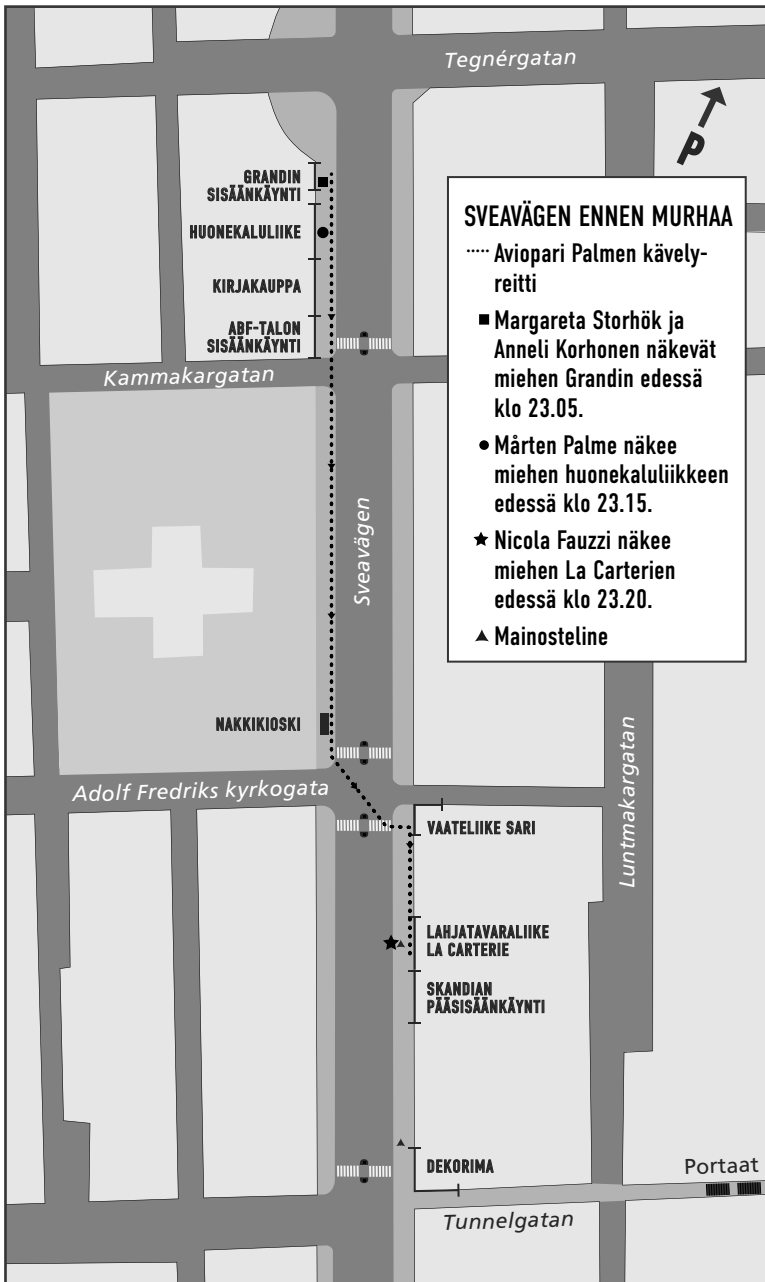 Tegnérgatan
P
GRANDIN
SISÄÄNKÄYNTI
HUONEKALULIIKE
KIRJAKAUPPA
ABF-TALON
SISÄÄNKÄYNTI
Kammakargatan
SVEAVÄGEN ENNEN MURHAA
Aviopari Palmen kävely-
reitti
Margareta Storhök ja
Anneli Korhonen näkevät
miehen Grandin edessä
klo 23.05.
Mårten Palme näkee
miehen huonekaluliikkeen
edessä klo 23.15.
Nicola Fauzzi näkee
miehen La Carterien
edessä klo 23.20.
Mainosteline
Sveavägen
NAKKIKIOSKI
Adolf Fredriks kyrkogata
Luntmakargatan
VAATELIIKE SARI
LAHJATAVARALIIKE
LA CARTERIE
SKANDIAN
PÄÄSISÄÄNKÄYNTI
DEKORIMA
Portaat
Tunnelgatan